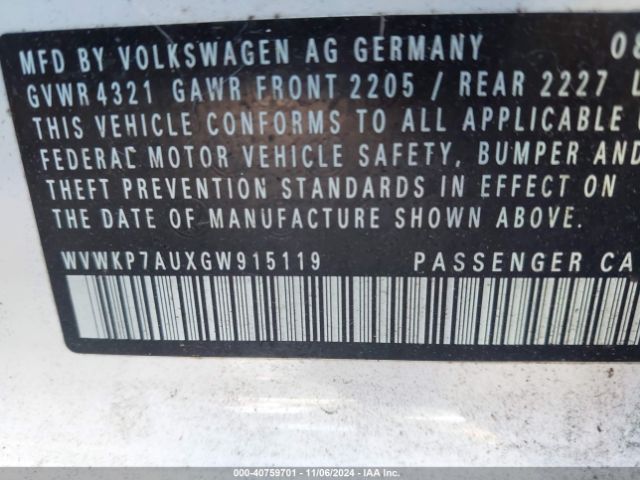 MFD BY VOLKSWAGEN AG GERMANY 08
GVWR 4321 GAWR FRONT 2205 / REAR 2227
THIS VEHICLE CONFORMS TO ALL APPLICABLE
FEDERAL MOTOR VEHICLE SAFETY, BUMPER AND
THEFT PREVENTION STANDARDS IN EFFECT ON
THE DATE OF MANUFACTURE SHOWN ABOVE.
WVWKP7AUXGW915119 PASSENGER CA
000-40759701 - 11/06/2024 - IAA Inc.